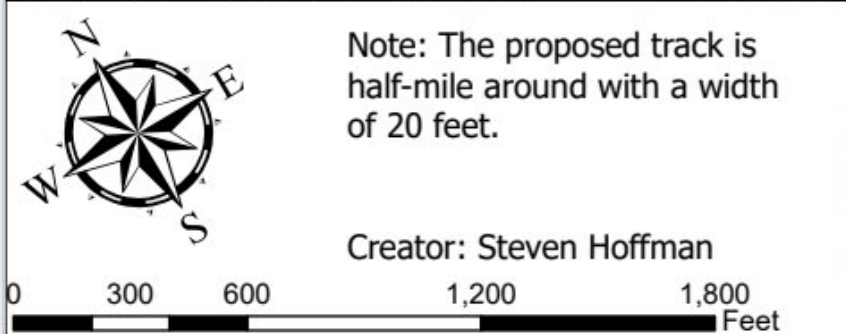 N
E
Note: The proposed track is
half-mile around with a width
of 20 feet.
W
S
Creator: Steven Hoffman
0 300 600 1,200 1,800
Feet